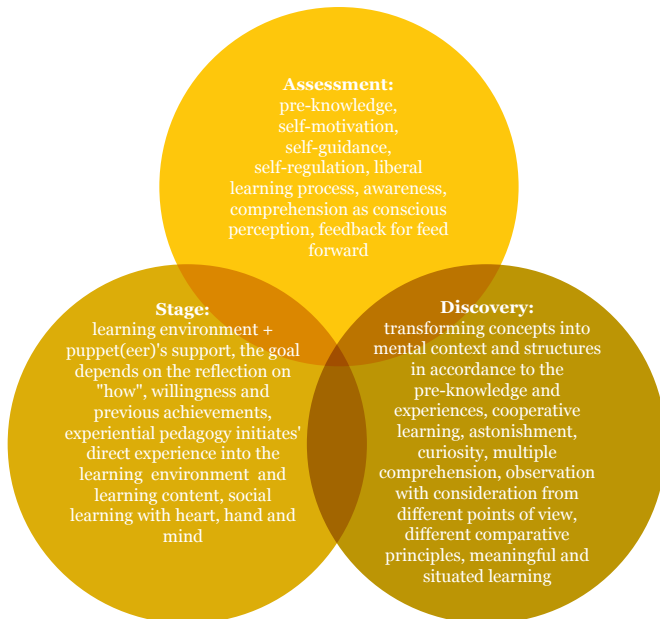 Assessment:
pre-knowledge,
self-motivation,
self-guidance,
self-regulation, liberal
learning process, awareness,
comprehension as conscious
perception, feedback for feed
forward
Stage:
learning environment +
puppet(eer)'s support, the goal
depends on the reflection on
"how", willingness and
previous achievements,
experiential pedagogy initiates'
direct experience into the
learning environment and
learning content, social
learning with heart, hand and
mind
Discovery:
transforming concepts into
mental context and structures
in accordance to the
pre-knowledge and
experiences, cooperative
learning, astonishment,
curiosity, multiple
comprehension, observation
with consideration from
different points of view,
different comparative
principles, meaningful and
situated learning